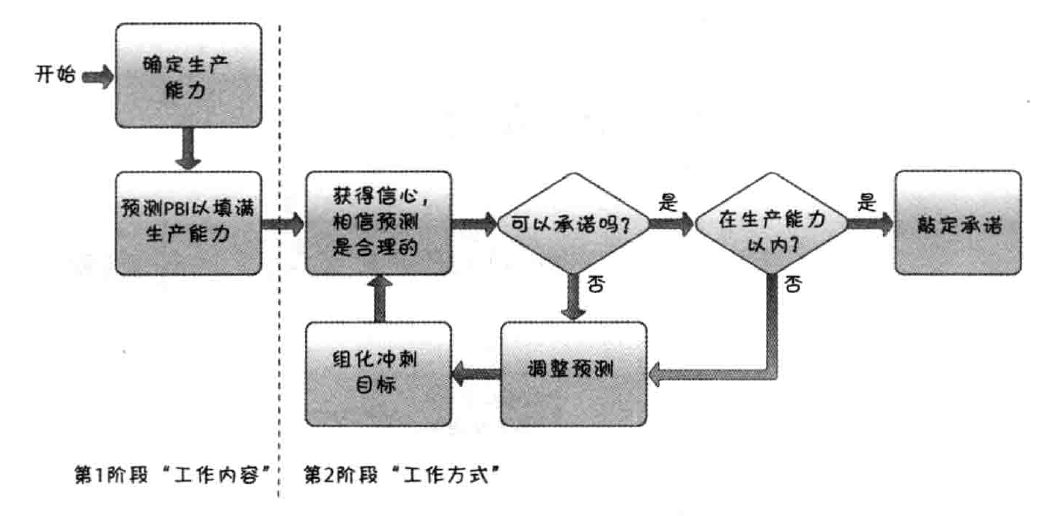 开始
确定生产
能力
预测PBI以填满
生产能力
获得信心，
相信预测
是合理的
可以承诺吗？
是
否
在生产能力
以内？
是
否
敲定承诺
调整预测
组化冲刺
目标
第1阶段“工作内容”
第2阶段“工作方式”